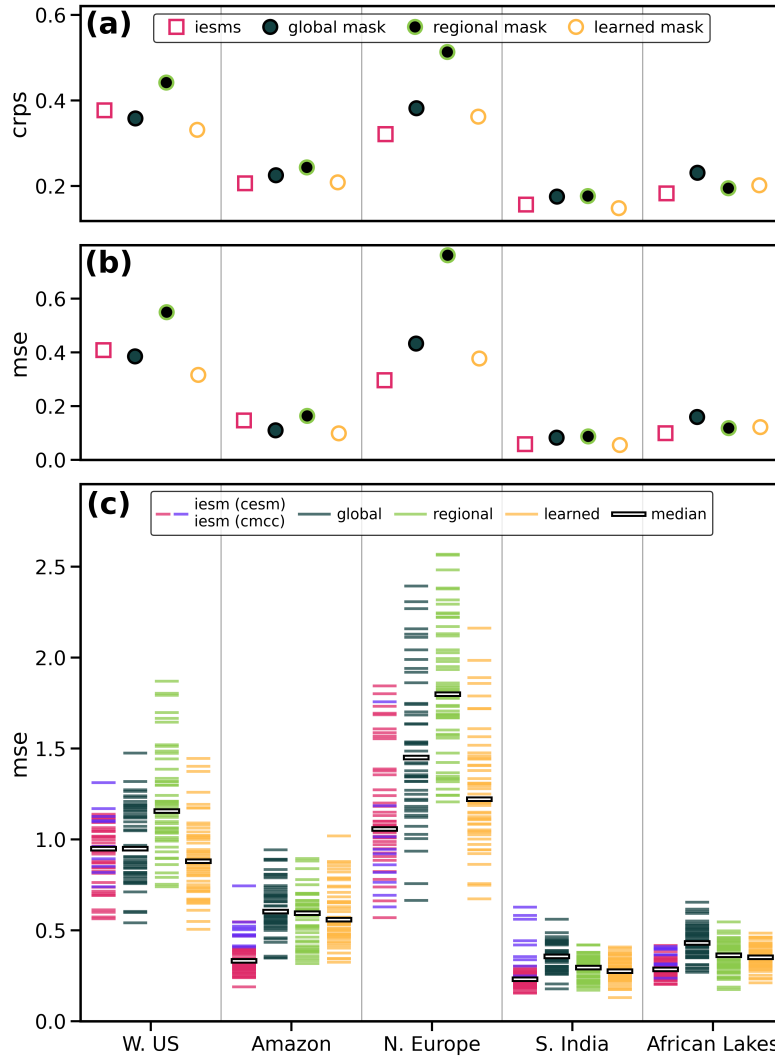 (a)
iesms global mask regional mask learned mask
0.6
0.4
0.2
crps
(b)
0.6
0.4
0.2
0.0
mse
(c)
iesm (cesm)
iesm (cmcc)
global regional learned median
2.5
2.0
1.5
1.0
0.5
0.0
mse
W. US Amazon N. Europe S. India African Lakes